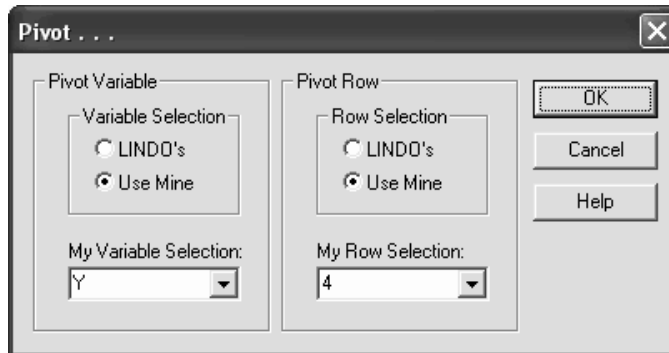 Pivot . . .
Pivot Variable
Variable Selection
LINDO's
Use Mine
My Variable Selection:
Y
Pivot Row
Row Selection
LINDO's
Use Mine
My Row Selection:
4
OK
Cancel
Help